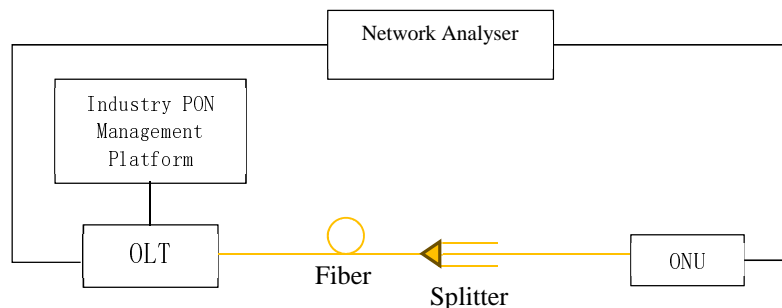 Network Analyser
Industry PON
Management
Platform
OLT
Fiber
Splitter
ONU